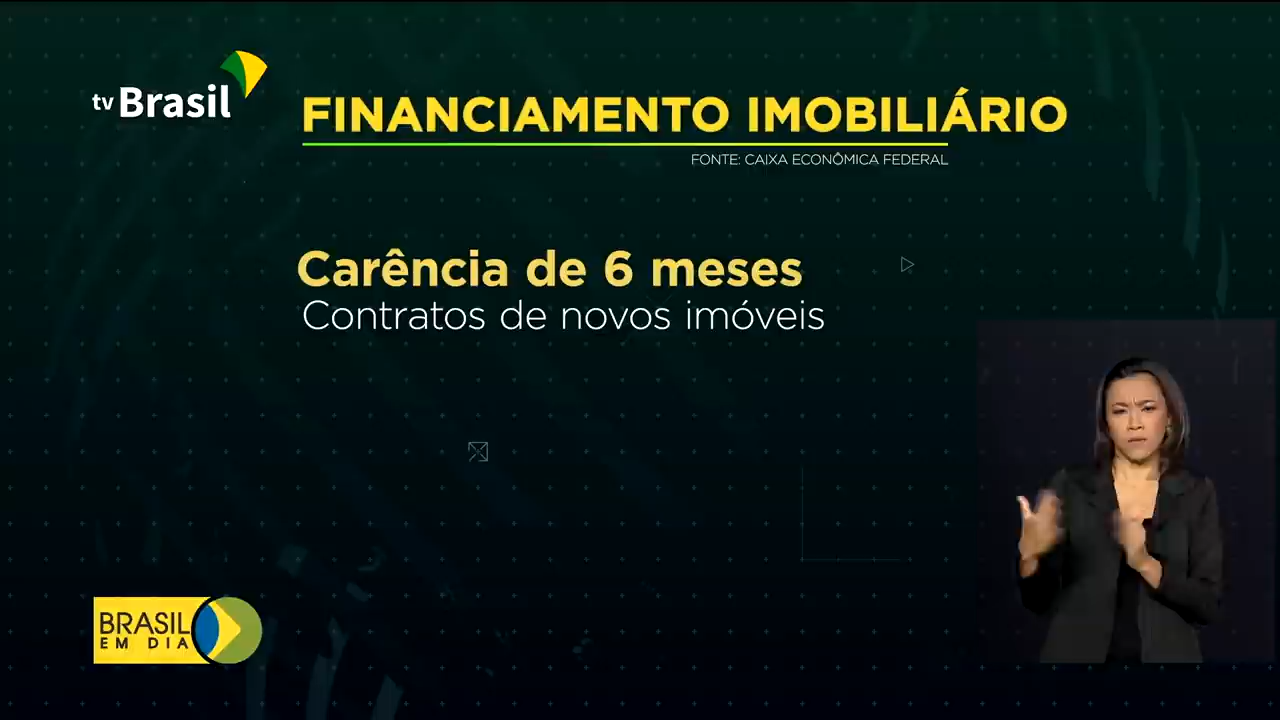 tv Brasil
FINANCIAMENTO IMOBILIÁRIO
FONTE: CAIXA ECONÔMICA FEDERAL
Carência de 6 meses
Contratos de novos imóveis
BRASIL
EM DIA